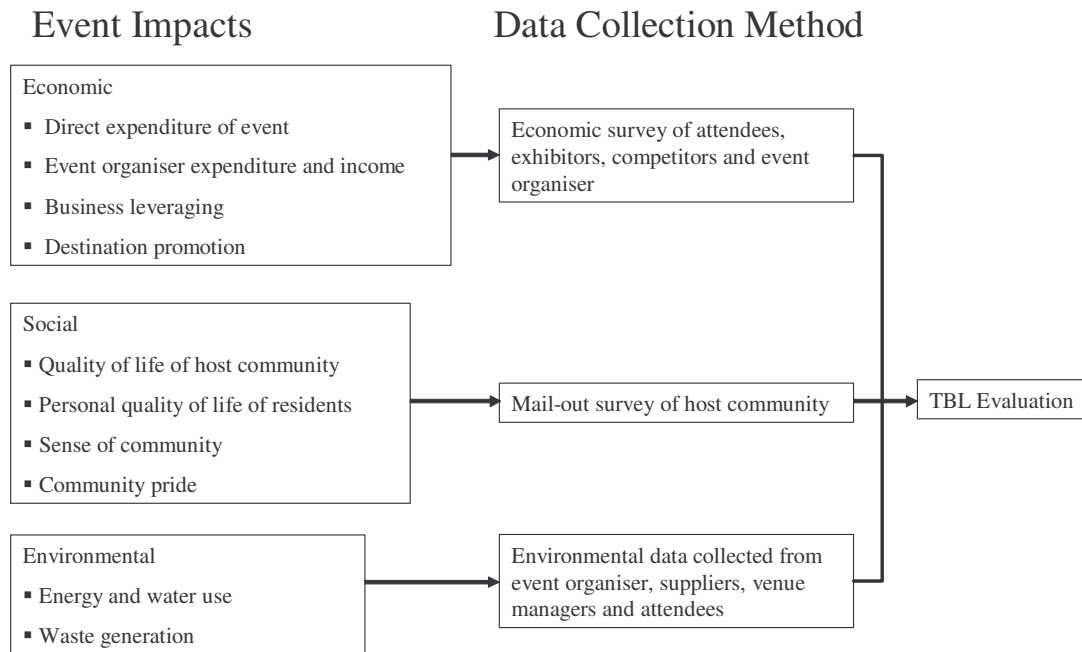 Event Impacts
Data Collection Method
Economic
▪ Direct expenditure of event
▪ Event organiser expenditure and income
▪ Business leveraging
▪ Destination promotion
Economic survey of attendees,
exhibitors, competitors and event
organiser
Social
▪ Quality of life of host community
▪ Personal quality of life of residents
▪ Sense of community
▪ Community pride
Mail-out survey of host community
TBL Evaluation
Environmental
▪ Energy and water use
▪ Waste generation
Environmental data collected from
event organiser, suppliers, venue
managers and attendees